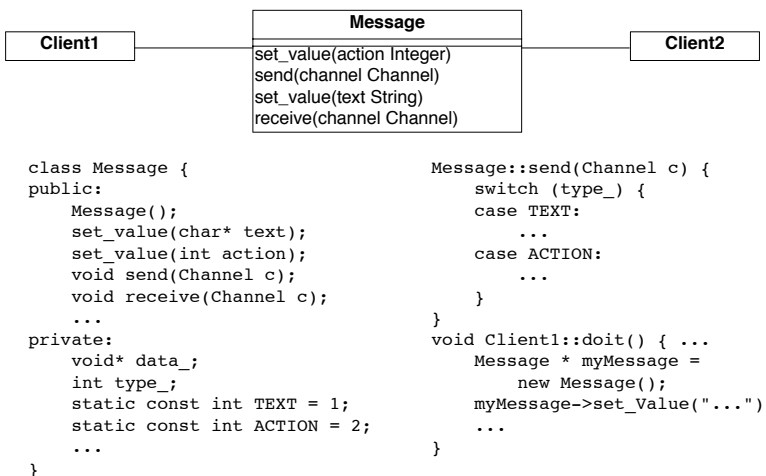 Message
Client1
Client2
set_value(action Integer)
send(channel Channel)
set_value(text String)
receive(channel Channel)
class Message {
public:
Message();
set_value(char* text);
set_value(int action);
void send(Channel c);
void receive(Channel c);
...
private:
void* data_;
int type_;
static const int TEXT = 1;
static const int ACTION = 2;
...
}
Message::send(Channel c) {
switch (type_) {
case TEXT:
...
case ACTION:
...
}
}
void Client1::doit() { ...
Message * myMessage =
new Message();
myMessage->set_Value("...")
...
}